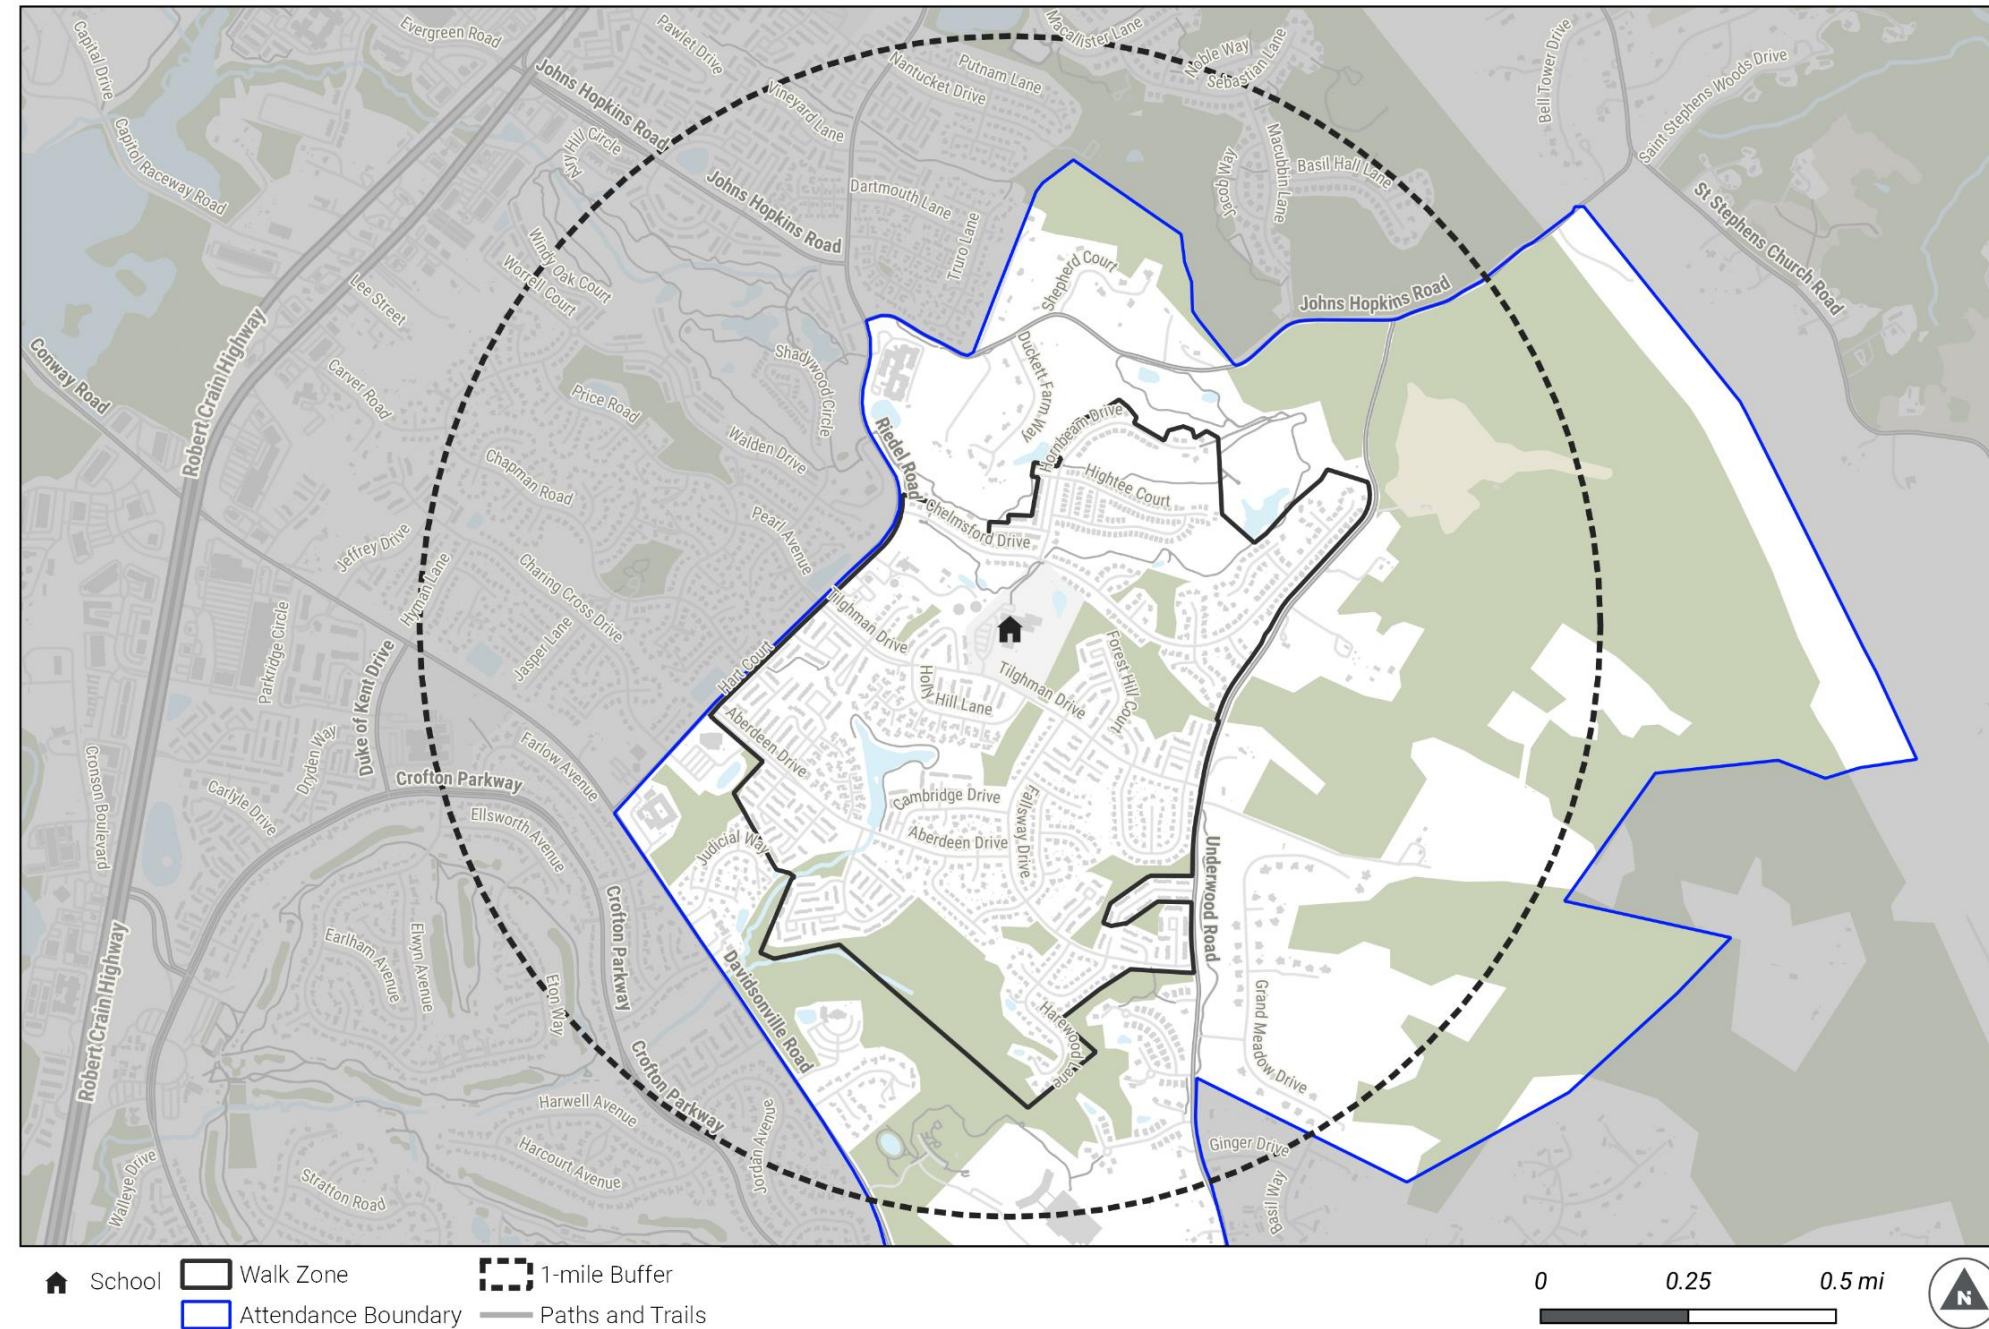 Capital Drive
Evergreen Road
Pawlet Drive
Macallister Lane
Noble Way
Sebastian Lane
Bell Tower Drive
Saint Stephens Woods Drive
Johns Hopkins Road
Nantucket Drive
Putnam Lane
Vineyard Lane
Capitol Raceway Road
Airy Hill Circle
Johns Hopkins Road
Dartmouth Lane
Truro Lane
Jacob Way
Macubbin Lane
Basil Hall Lane
St Stephens Church Road
Windy Oak Court
Worrell Court
Lee Street
Shepherd Court
Johns Hopkins Road
Conway Road
Robert Crain Highway
Carver Road
Price Road
Shadywood Circle
Duckett Farm Way
Walden Drive
Riedel Road
Hornbeam Drive
Hightee Court
Chapman Road
Pearl Avenue
Chelmsford Drive
Jeffrey Drive
Hyman Lane
Charing Cross Drive
Jasper Lane
Parkridge Circle
Duke of Kent Drive
Tilghman Drive
Hart Court
Holly Hill Lane
Tilghman Drive
Forest Hill Court
Aberdeen Drive
Dryden Way
Farlow Avenue
Crofton Parkway
Cronson Boulevard
Carlyle Drive
Ellsworth Avenue
Cambridge Drive
Aberdeen Drive
Fallsway Drive
Judicial Way
Underwood Road
Crofton Parkway
Earlham Avenue
Elwyn Avenue
Eton Way
Davidsonville Road
Robert Crain Highway
Harewood Lane
Grand Meadow Drive
Crofton Parkway
Harwell Avenue
Harcourt Avenue
Jordan Avenue
Ginger Drive
Basil Way
Stratton Road
Walleye Drive
School
Walk Zone
1-mile Buffer
Attendance Boundary
Paths and Trails
0 0.25 0.5 mi
N